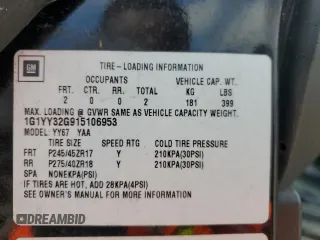 GM
TIRE-LOADING INFORMATION
OCCUPANTS VEHICLE CAP. WT.
FRT. CTR. RR. TOTAL KG LBS
2 0 0 2 181 399
MAX. LOADING @ GVWR SAME AS VEHICLE CAPACITY WEIGHT.
1G1YY32G915106953
MODEL: YY67 YAA
TIRE SIZE SPEED RTG COLD TIRE PRESSURE
FRT P245/45ZR17 Y 210KPA(30PSI)
RR P275/40ZR18 Y 210KPA(30PSI)
SPA NONEKPA(PSI)
IF TIRES ARE HOT, ADD 28KPA(4PSI)
SEE OWNER'S MANUAL FOR MORE INFORMATION
DREAMBID